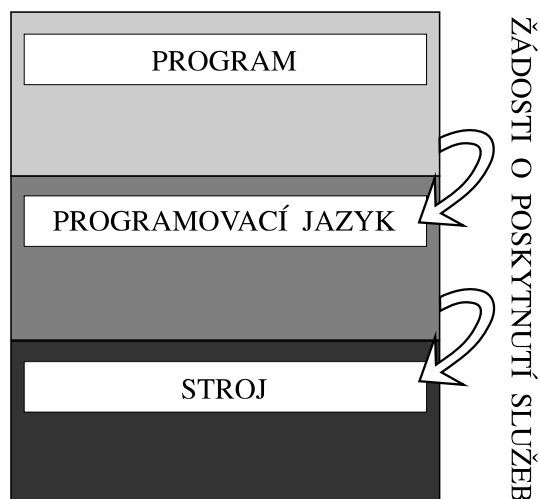 PROGRAM
PROGRAMOVACÍ JAZYK
STROJ
ŽÁDOSTI O POSKYTNUTÍ SLUŽEB